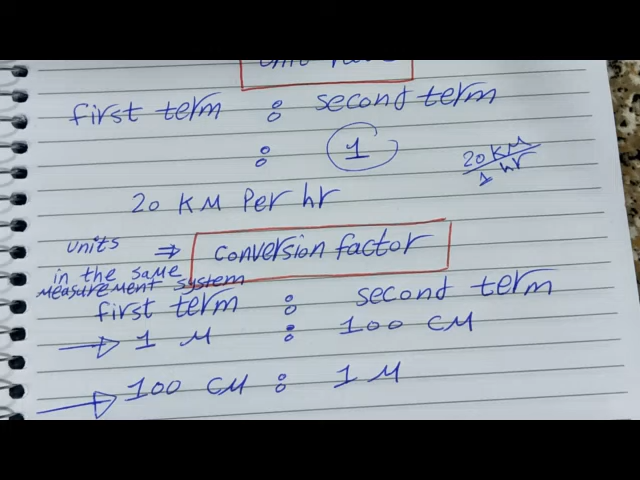 first term : second term
: 1
20 KM
1 hr
20 KM Per hr
units ⇒ conversion factor
in the same
measurement system
first term : second term
→ 1 M : 100 CM
→ 100 CM : 1 M